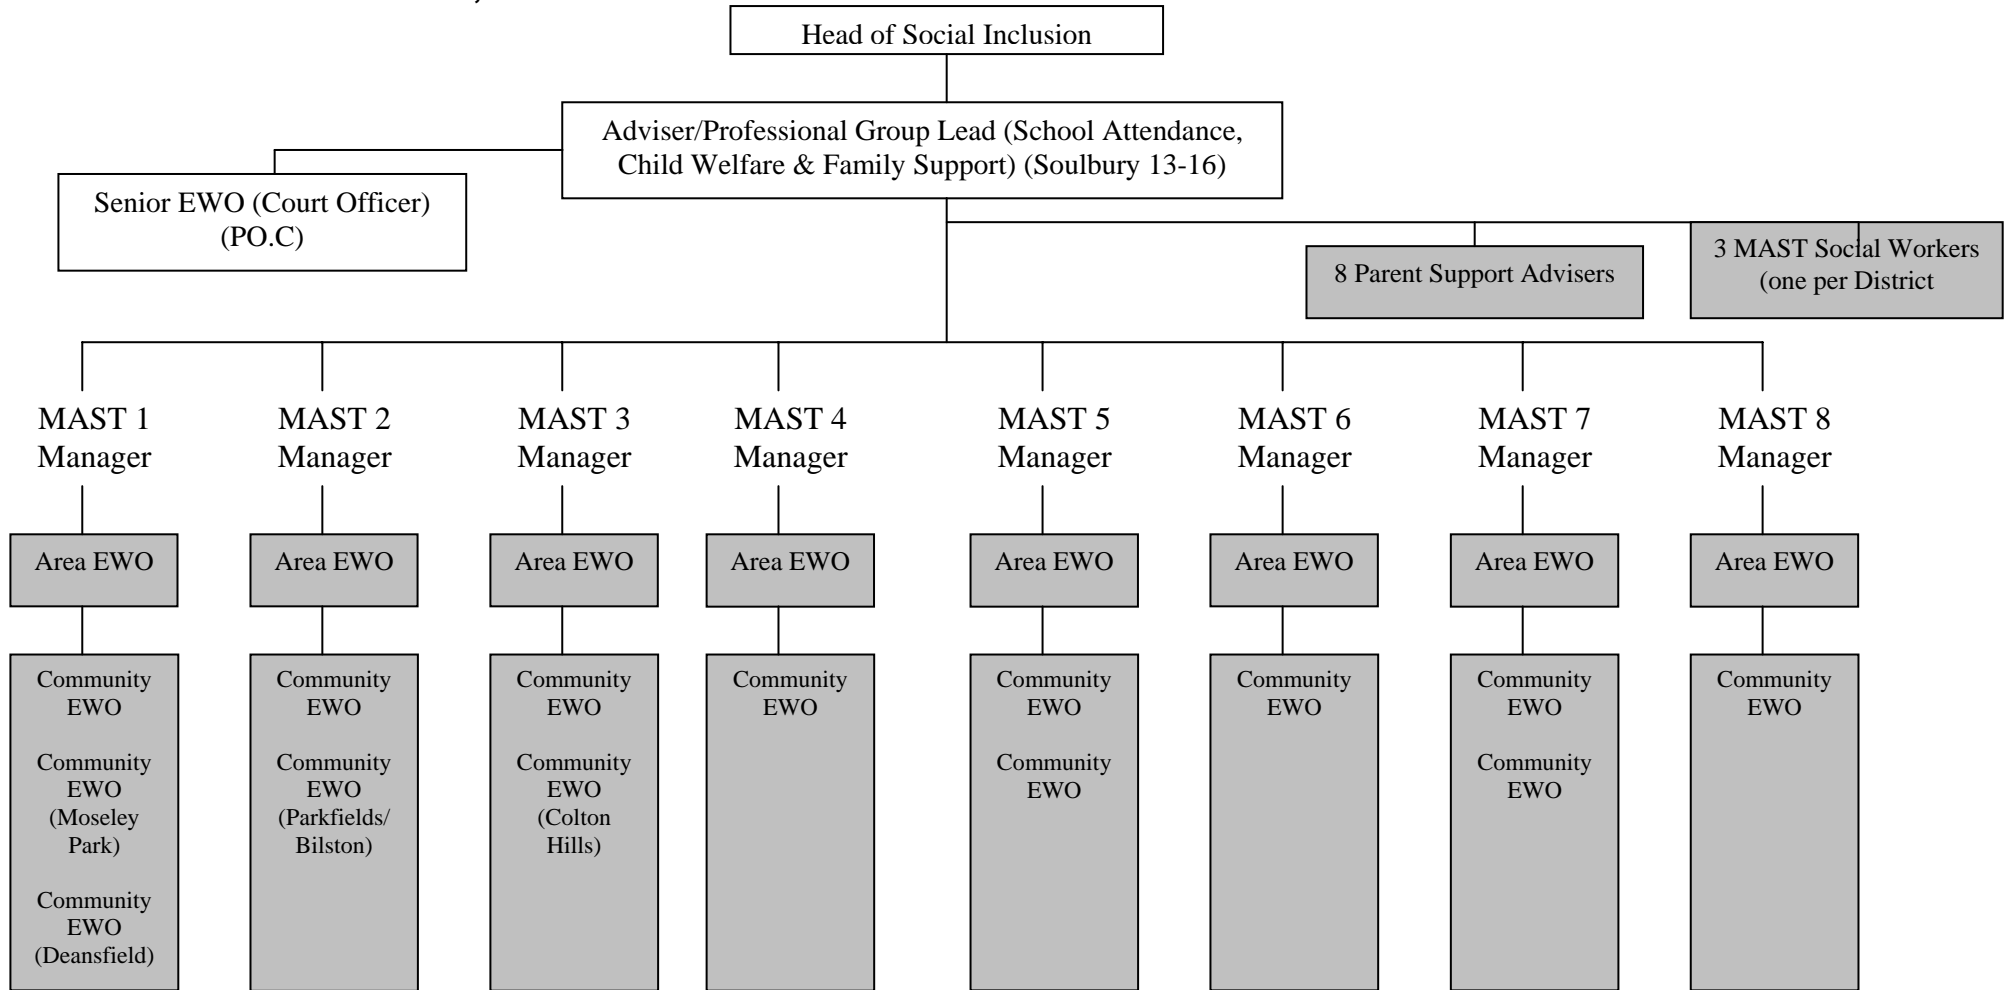 Head of Social Inclusion
Adviser/Professional Group Lead (School Attendance,
Child Welfare & Family Support) (Soulbury 13-16)
Senior EWO (Court Officer)
(PO.C)
8 Parent Support Advisers
3 MAST Social Workers
(one per District
MAST 1
Manager
MAST 2
Manager
MAST 3
Manager
MAST 4
Manager
MAST 5
Manager
MAST 6
Manager
MAST 7
Manager
MAST 8
Manager
Area EWO
Area EWO
Area EWO
Area EWO
Area EWO
Area EWO
Area EWO
Area EWO
Community
EWO
Community
EWO
(Moseley
Park)
Community
EWO
(Deansfield)
Community
EWO
Community
EWO
(Parkfields/
Bilston)
Community
EWO
Community
EWO
(Colton
Hills)
Community
EWO
Community
EWO
Community
EWO
Community
EWO
Community
EWO
Community
EWO
Community
EWO